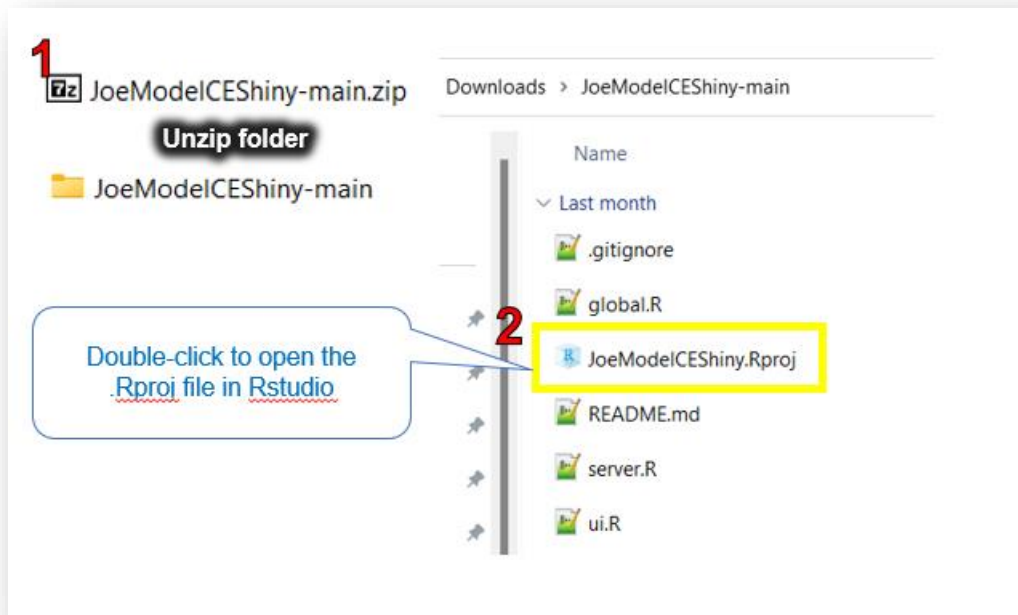 1
7z JoeModelCEShiny-main.zip
Unzip folder
JoeModelCEShiny-main
Downloads > JoeModelCEShiny-main
Name
Last month
.gitignore
global.R
2
JoeModelCEShiny.Rproj
README.md
server.R
ui.R
Double-click to open the
.Rproj file in Rstudio